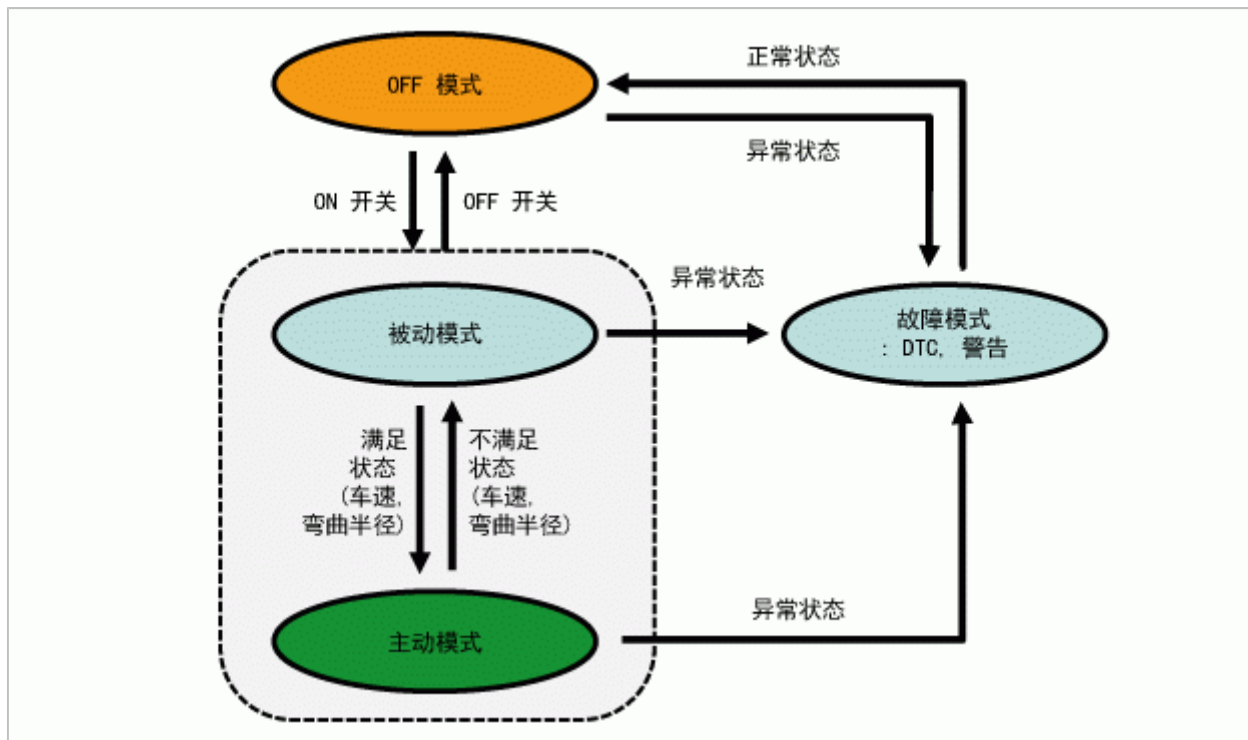 OFF 模式
正常状态
异常状态
ON 开关
OFF 开关
异常状态
被动模式
故障模式
: DTC, 警告
满足
状态
(车速,
弯曲半径)
不满足
状态
(车速,
弯曲半径)
异常状态
主动模式